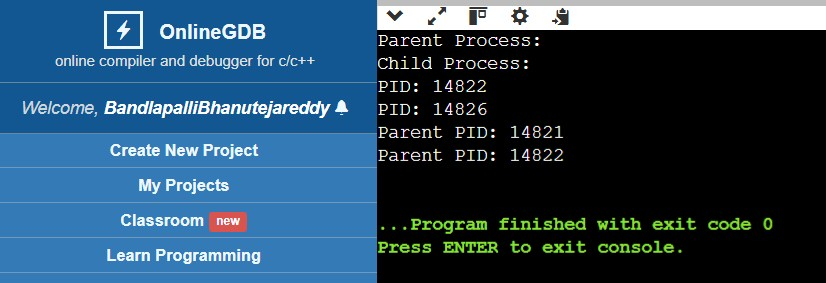 OnlineGDB
online compiler and debugger for c/c++
Welcome, BandlapalliBhanutejareddy
Create New Project
My Projects
Classroom new
Learn Programming
Parent Process:
Child Process:
PID: 14822
PID: 14826
Parent PID: 14821
Parent PID: 14822
...Program finished with exit code 0
Press ENTER to exit console.